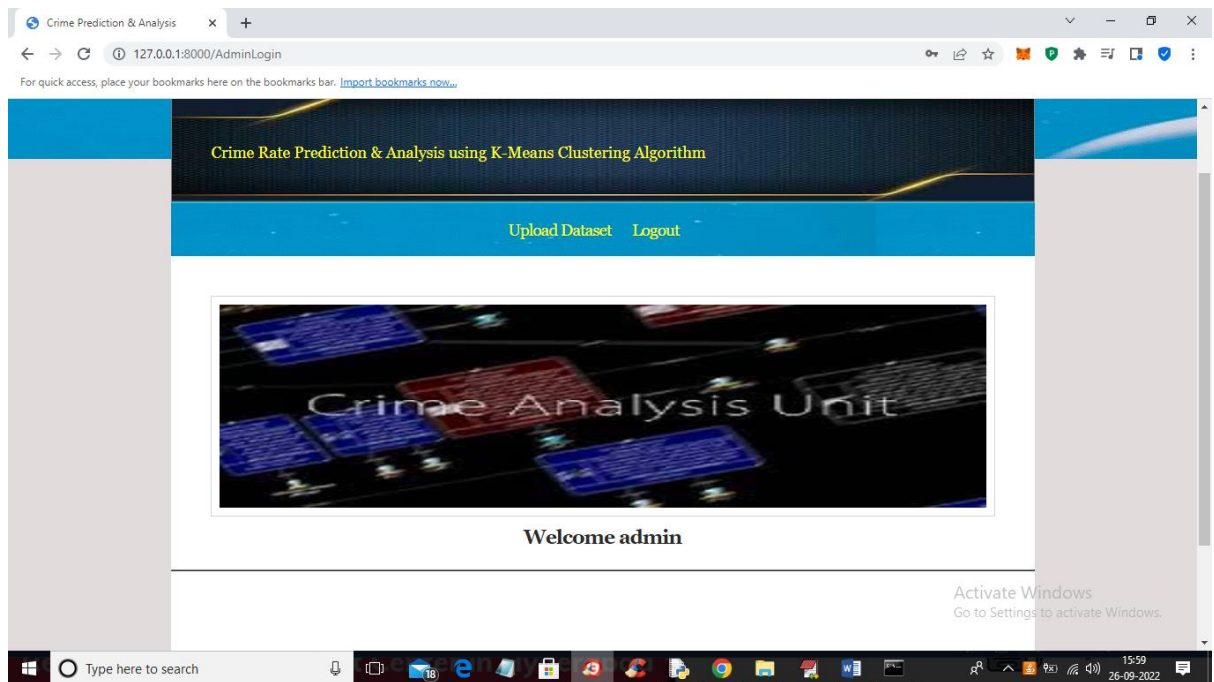 Crime Prediction & Analysis
127.0.0.1:8000/AdminLogin
For quick access, place your bookmarks here on the bookmarks bar. Import bookmarks now...
Crime Rate Prediction & Analysis using K-Means Clustering Algorithm
Upload Dataset Logout
Crime Analysis Unit
Welcome admin
Activate Windows
Go to Settings to activate Windows.
Type here to search
18
15:59
26-09-2022